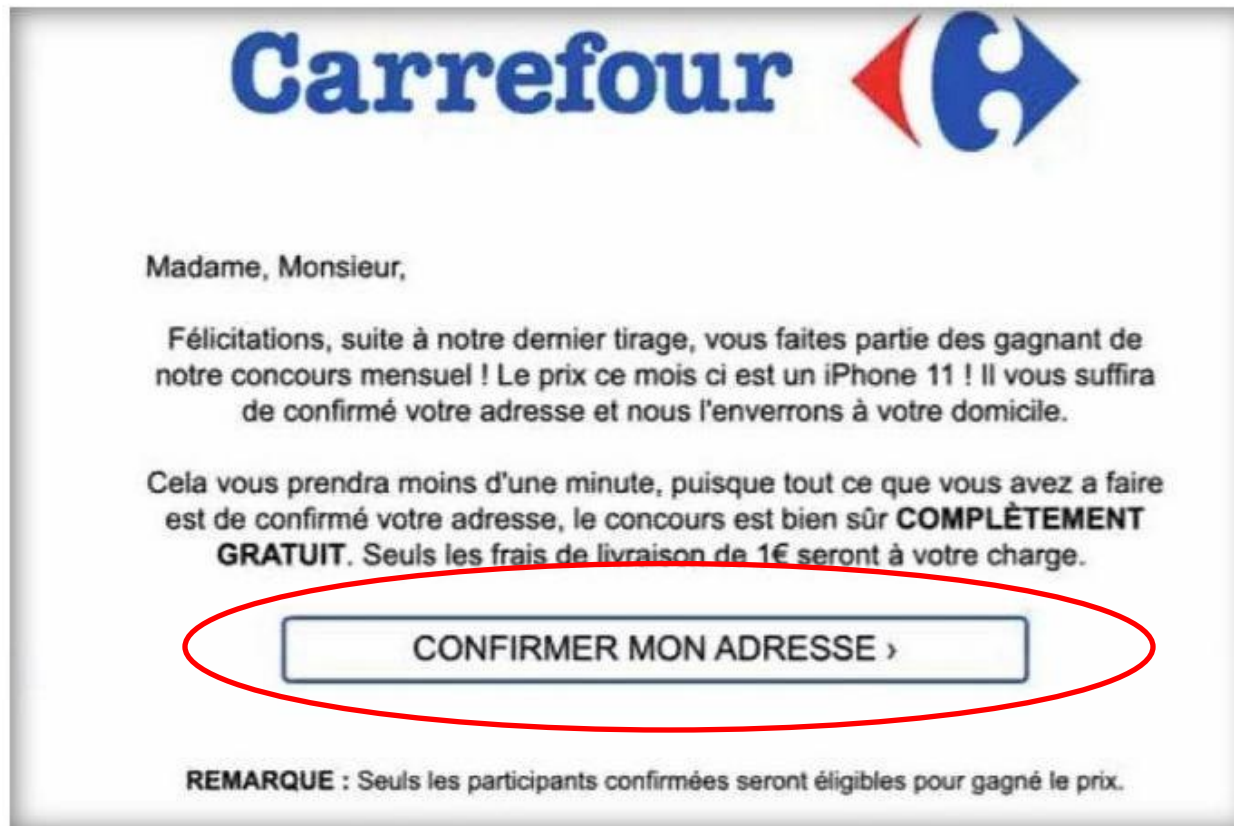 Carrefour
Madame, Monsieur,
Félicitations, suite à notre dernier tirage, vous faites partie des gagnant de
notre concours mensuel ! Le prix ce mois ci est un iPhone 11 ! Il vous suffira
de confirmé votre adresse et nous l'enverrons à votre domicile.
Cela vous prendra moins d'une minute, puisque tout ce que vous avez a faire
est de confirmé votre adresse, le concours est bien sûr COMPLÈTEMENT
GRATUIT. Seuls les frais de livraison de 1€ seront à votre charge.
CONFIRMER MON ADRESSE ›
REMARQUE : Seuls les participants confirmées seront éligibles pour gagné le prix.